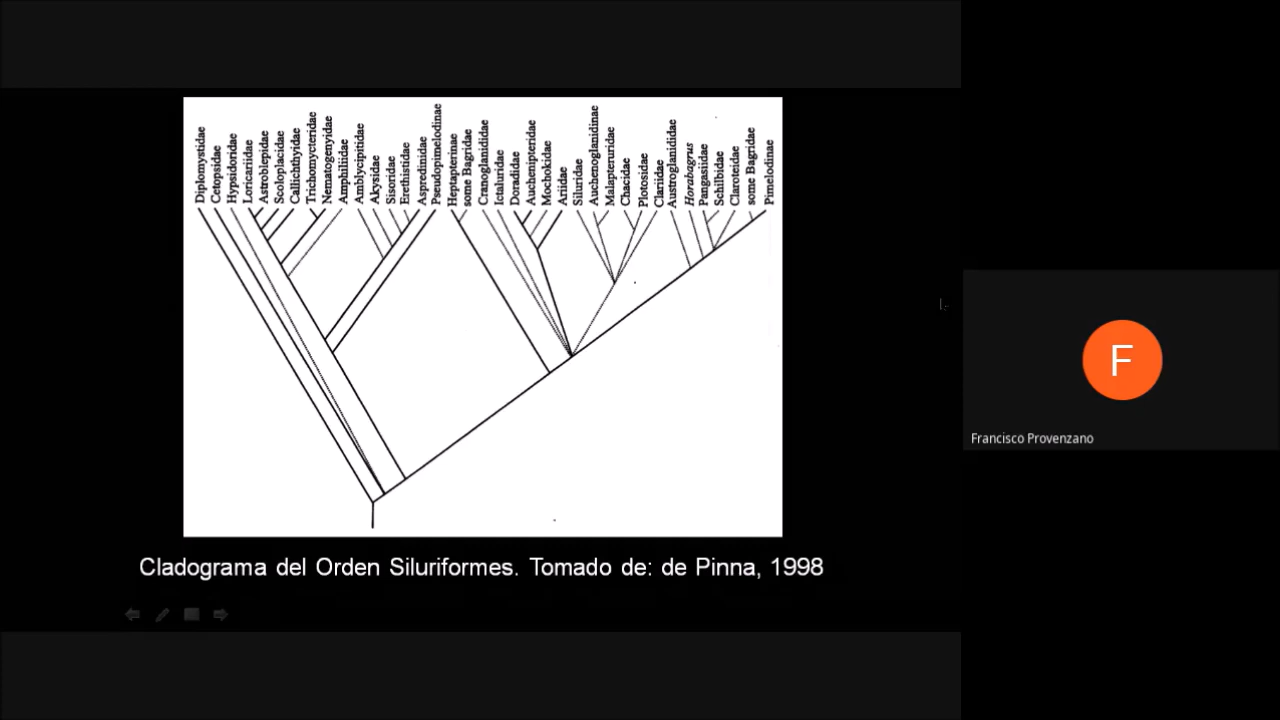 Diplomystidae
Cetopsidae
Hypsidoridae
Loricariidae
Astroblepidae
Scoloplacidae
Callichthyidae
Trichomycteridae
Nematogenyidae
Amphiliidae
Amblycipitidae
Akysidae
Sisoridae
Erethistidae
Aspredinidae
Pseudopimelodinae
Heptapterinae
some Bagridae
Cranoglanididae
Ictaluridae
Doradidae
Auchenipteridae
Mochokidae
Ariidae
Siluridae
Auchenoglanidinae
Malapteruridae
Chacidae
Plotosidae
Clariidae
Austroglanididae
Horabagrus
Pangasiidae
Schilbidae
Claroteidae
some Bagridae
Pimelodinae
F
Francisco Provenzano
Cladograma del Orden Siluriformes. Tomado de: de Pinna, 1998